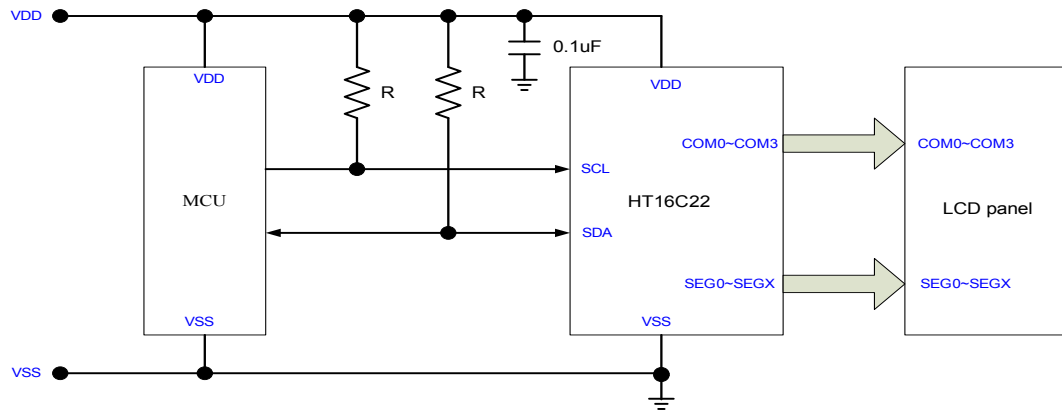 VDD
0.1uF
VDD
VDD
R
R
COM0~COM3
COM0~COM3
SCL
MCU
HT16C22
LCD panel
SDA
SEG0~SEGX
SEG0~SEGX
VSS
VSS
VSS